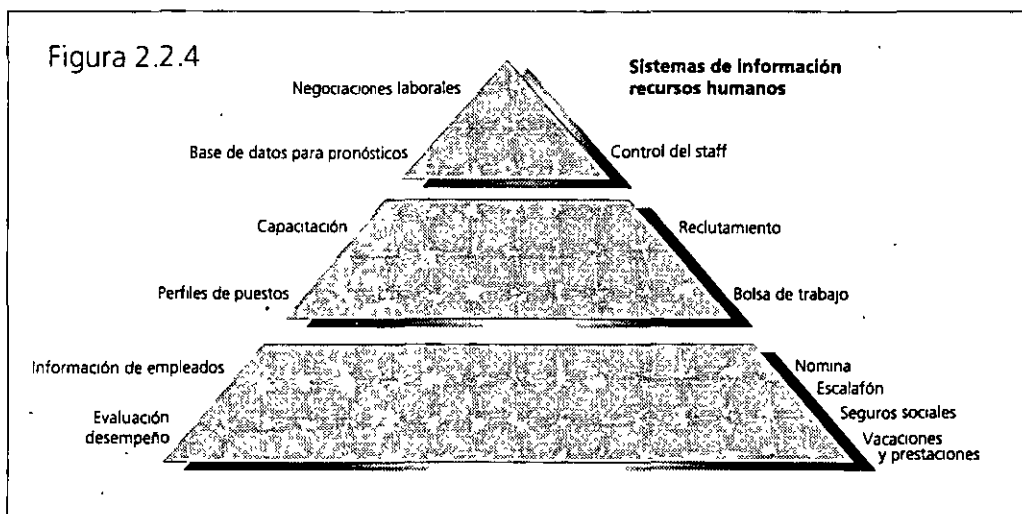 Figura 2.2.4
Sistemas de información
recursos humanos
Negociaciones laborales
Base de datos para pronósticos
Control del staff
Capacitación
Reclutamiento
Perfiles de puestos
Bolsa de trabajo
Información de empleados
Nomina
Escalafón
Evaluación
desempeño
Seguros sociales
Vacaciones
y prestaciones